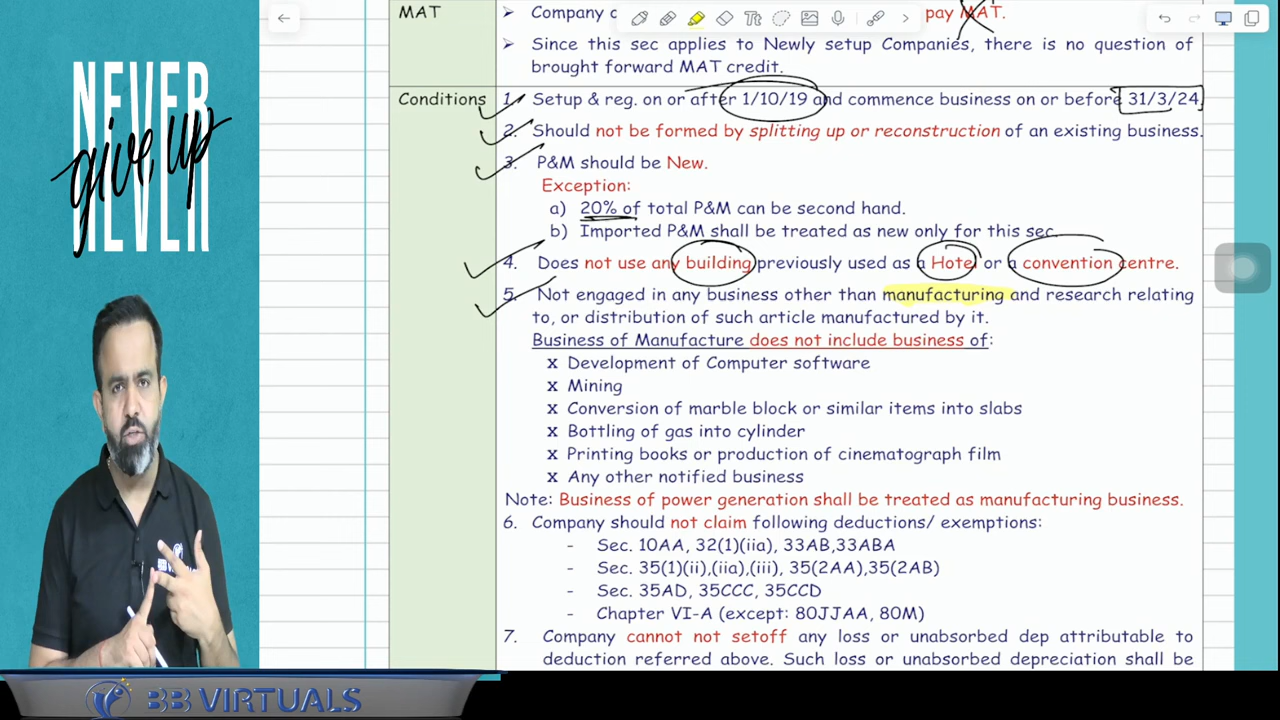 NEVER
give up
NEVER
MAT
➢ Company pay MAT.
➢ Since this sec applies to Newly setup Companies, there is no question of
brought forward MAT credit.
Conditions
1. Setup & reg. on or after 1/10/19 and commence business on or before 31/3/24.
2. Should not be formed by splitting up or reconstruction of an existing business.
3. P&M should be New.
Exception:
a) 20% of total P&M can be second hand.
b) Imported P&M shall be treated as new only for this sec.
4. Does not use any building previously used as a Hotel or a convention centre.
5. Not engaged in any business other than manufacturing and research relating
to, or distribution of such article manufactured by it.
Business of Manufacture does not include business of:
x Development of Computer software
x Mining
x Conversion of marble block or similar items into slabs
x Bottling of gas into cylinder
x Printing books or production of cinematograph film
x Any other notified business
Note: Business of power generation shall be treated as manufacturing business.
6. Company should not claim following deductions/ exemptions:
- Sec. 10AA, 32(1)(iia), 33AB,33ABA
- Sec. 35(1)(ii),(iia),(iii), 35(2AA),35(2AB)
- Sec. 35AD, 35CCC, 35CCD
- Chapter VI-A (except: 80JJAA, 80M)
7. Company cannot not setoff any loss or unabsorbed dep attributable to
deduction referred above. Such loss or unabsorbed depreciation shall be
BB VIRTUALS
BB VIRTUALS